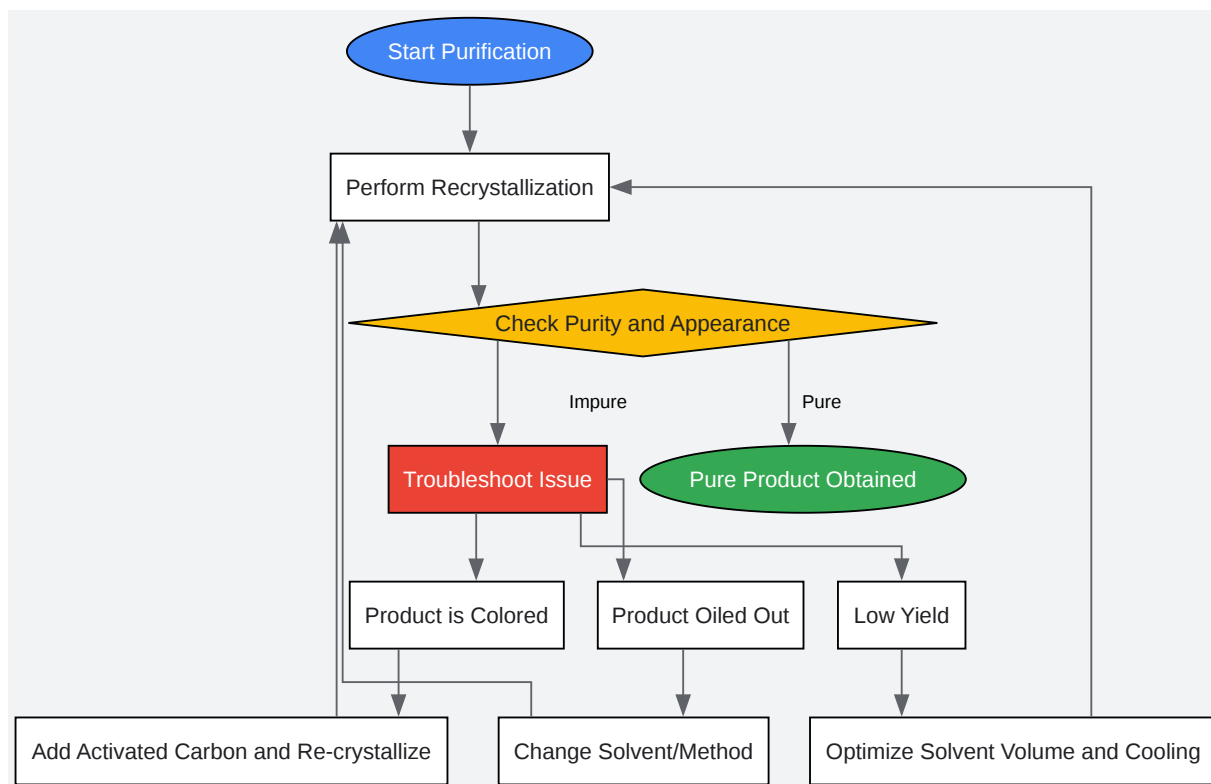 Start Purification
Perform Recrystallization
Check Purity and Appearance
Impure
Pure
Troubleshoot Issue
Pure Product Obtained
Product is Colored
Product Oiled Out
Low Yield
Add Activated Carbon and Re-crystallize
Change Solvent/Method
Optimize Solvent Volume and Cooling